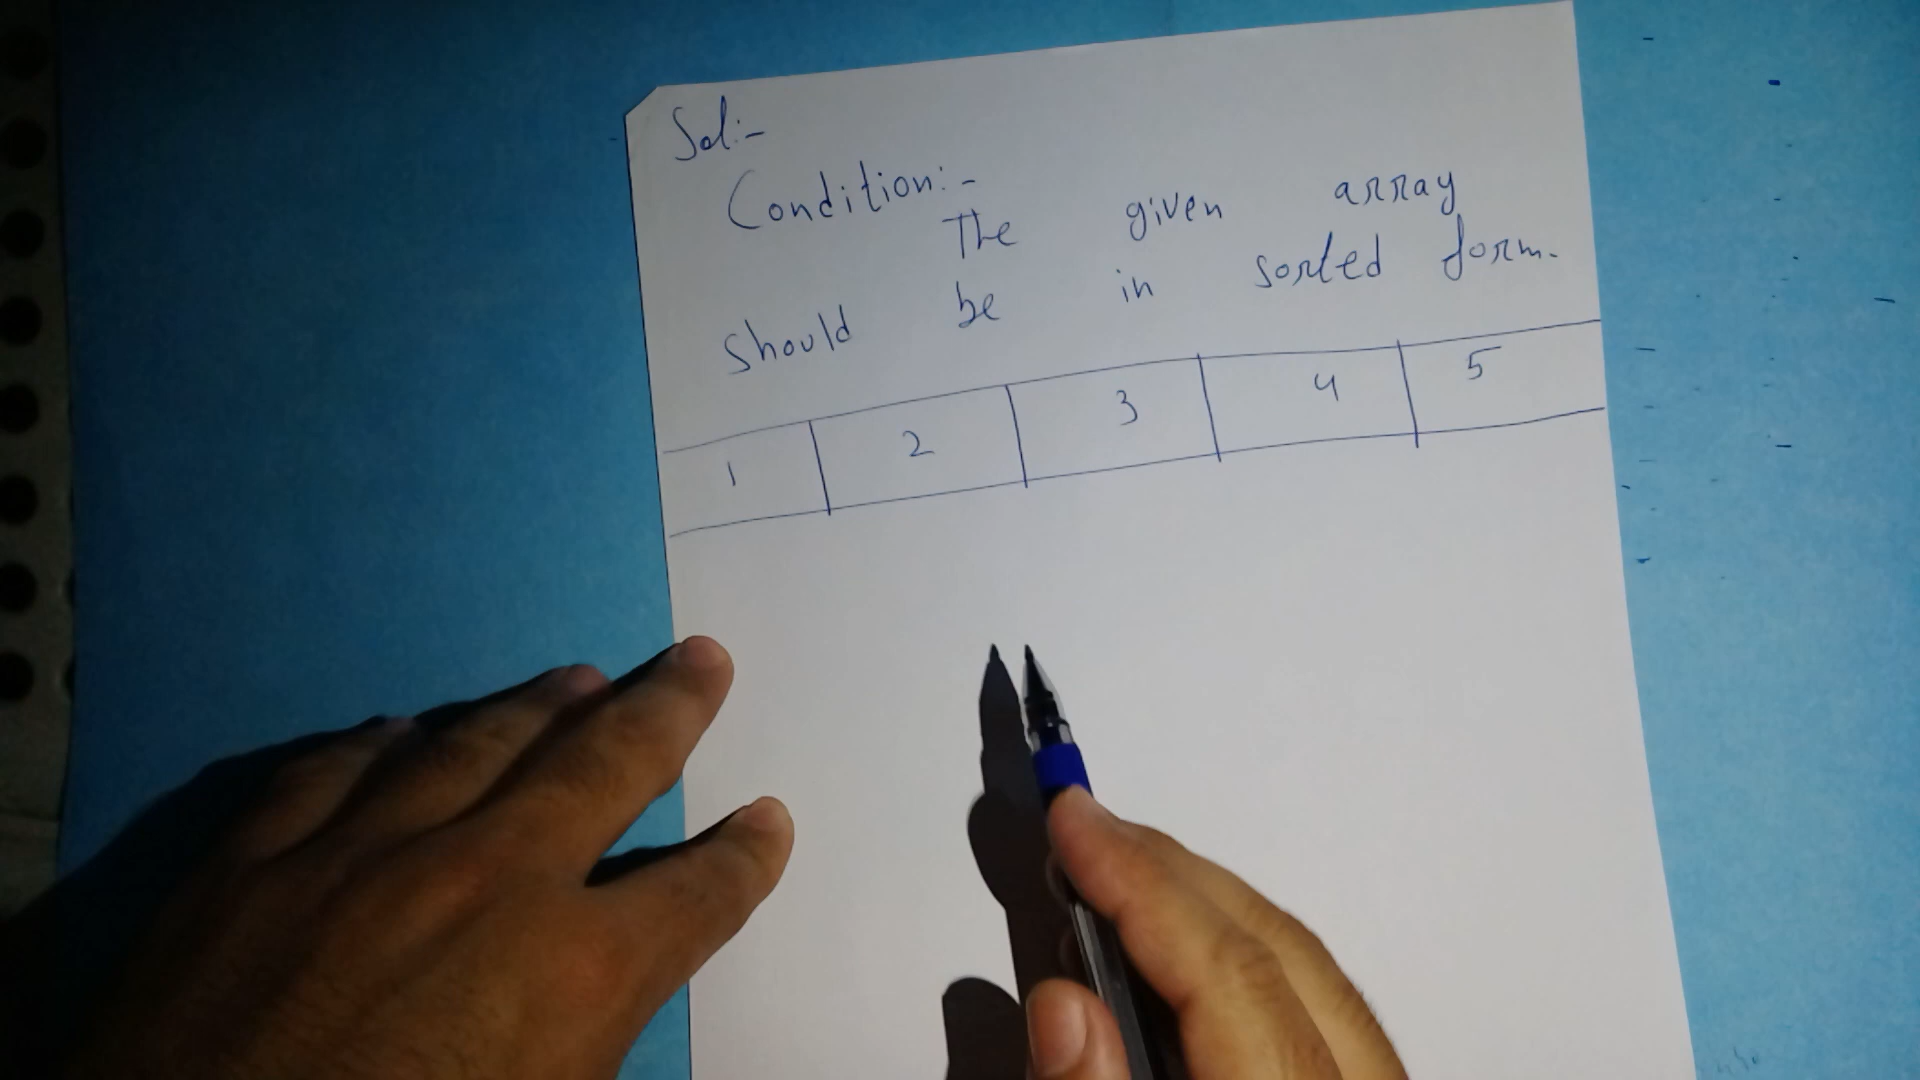 Sol:-
Condition:-
The given array
should be in sorted form.
1 2 3 4 5